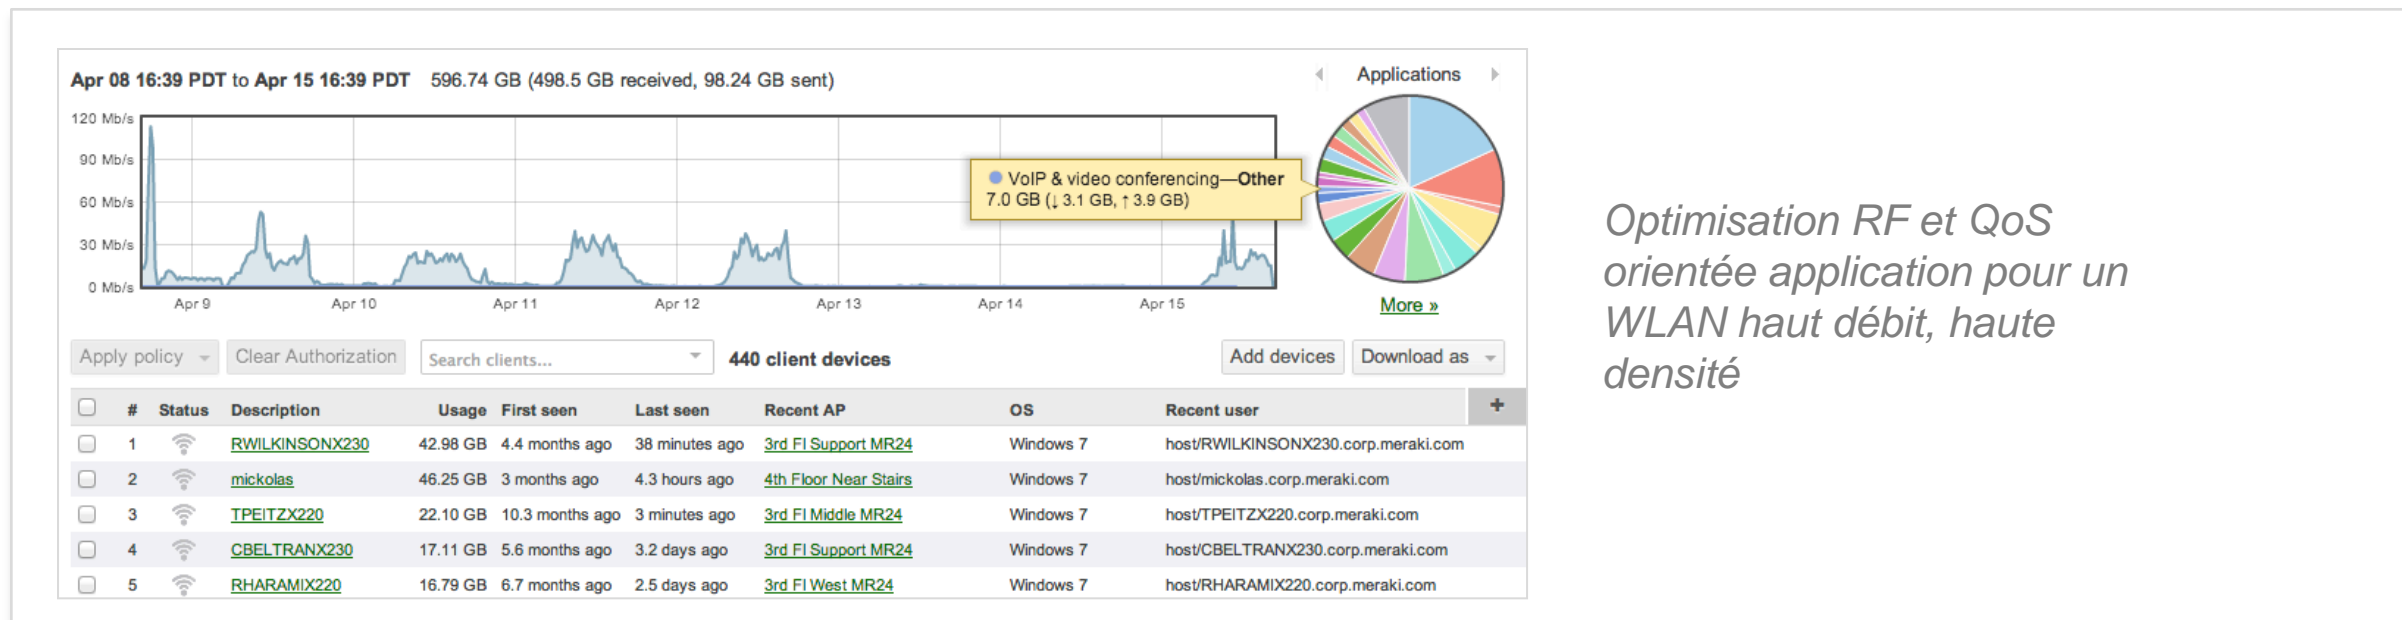 Apr 08 16:39 PDT to Apr 15 16:39 PDT 596.74 GB (498.5 GB received, 98.24 GB sent)
Applications
120 Mb/s
90 Mb/s
60 Mb/s
30 Mb/s
0 Mb/s
Apr 9 Apr 10 Apr 11 Apr 12 Apr 13 Apr 14 Apr 15
VoIP & video conferencing—Other
7.0 GB (↓ 3.1 GB, ↑ 3.9 GB)
More »
Apply policy Clear Authorization Search clients... 440 client devices Add devices Download as
# Status Description Usage First seen Last seen Recent AP OS Recent user +
1 RWILKINSONX230 42.98 GB 4.4 months ago 38 minutes ago 3rd Fl Support MR24 Windows 7 host/RWILKINSONX230.corp.meraki.com
2 mickolas 46.25 GB 3 months ago 4.3 hours ago 4th Floor Near Stairs Windows 7 host/mickolas.corp.meraki.com
3 TPEITZX220 22.10 GB 10.3 months ago 3 minutes ago 3rd Fl Middle MR24 Windows 7 host/TPEITZX220.corp.meraki.com
4 CBELTRANX230 17.11 GB 5.6 months ago 3.2 days ago 3rd Fl Support MR24 Windows 7 host/CBELTRANX230.corp.meraki.com
5 RHARAMIX220 16.79 GB 6.7 months ago 2.5 days ago 3rd Fl West MR24 Windows 7 host/RHARAMIX220.corp.meraki.com
Optimisation RF et QoS
orientée application pour un
WLAN haut débit, haute
densité